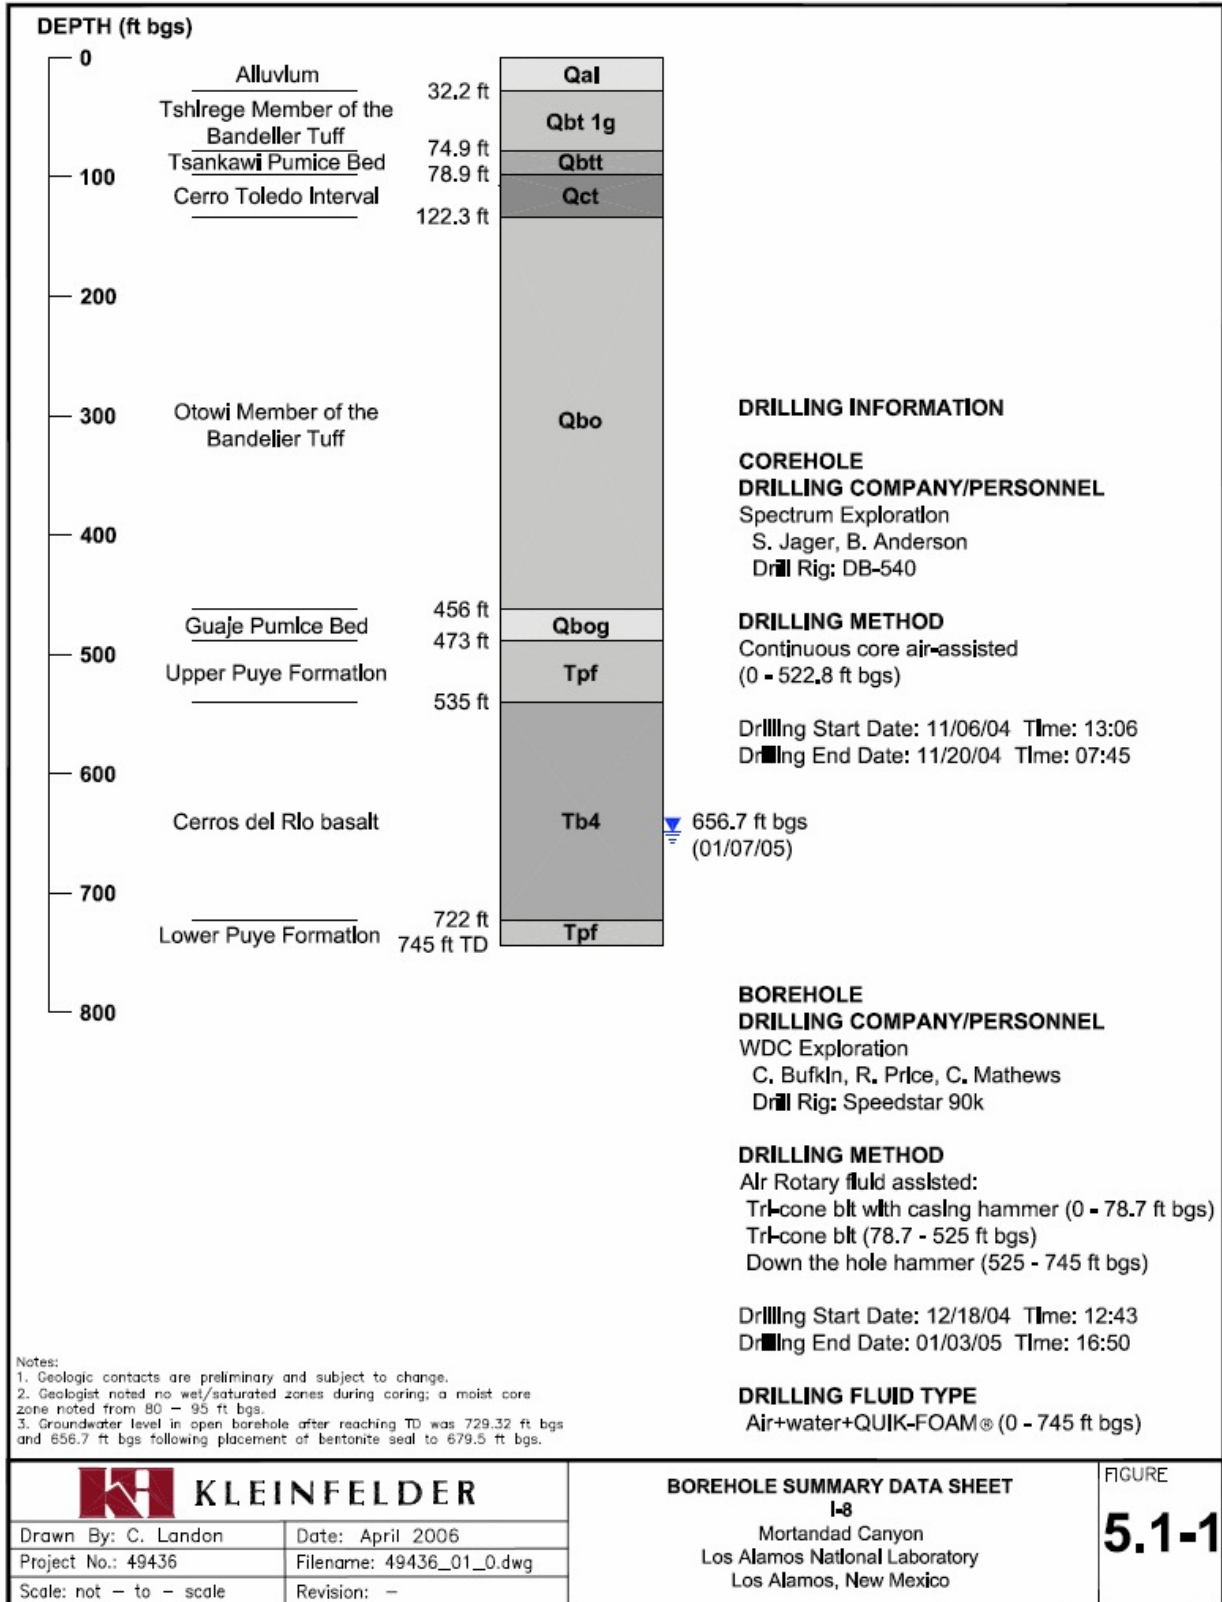 DEPTH (ft bgs)
0
Alluvium
Qal
32.2 ft
Tshirege Member of the
Bandelier Tuff
Qbt 1g
74.9 ft
Tsankawi Pumice Bed
Qbtt
78.9 ft
100
Cerro Toledo Interval
Qct
122.3 ft
200
300
Otowi Member of the
Bandelier Tuff
Qbo
400
456 ft
Guaje Pumice Bed
Qbog
473 ft
500
Upper Puye Formation
Tpf
535 ft
600
Cerros del Rio basalt
Tb4
656.7 ft bgs
(01/07/05)
700
722 ft
Lower Puye Formation
745 ft TD
Tpf
800
DRILLING INFORMATION
COREHOLE
DRILLING COMPANY/PERSONNEL
Spectrum Exploration
S. Jager, B. Anderson
Drill Rig: DB-540
DRILLING METHOD
Continuous core air-assisted
(0 - 522.8 ft bgs)
Drilling Start Date: 11/06/04 Time: 13:06
Drilling End Date: 11/20/04 Time: 07:45
BOREHOLE
DRILLING COMPANY/PERSONNEL
WDC Exploration
C. Bufkin, R. Price, C. Mathews
Drill Rig: Speedstar 90k
DRILLING METHOD
Air Rotary fluid assisted:
Tri-cone bit with casing hammer (0 - 78.7 ft bgs)
Tri-cone bit (78.7 - 525 ft bgs)
Down the hole hammer (525 - 745 ft bgs)
Drilling Start Date: 12/18/04 Time: 12:43
Drilling End Date: 01/03/05 Time: 16:50
DRILLING FLUID TYPE
Air+water+QUIK-FOAM® (0 - 745 ft bgs)
Notes:
1. Geologic contacts are preliminary and subject to change.
2. Geologist noted no wet/saturated zones during coring; a moist core
zone noted from 80 – 95 ft bgs.
3. Groundwater level in open borehole after reaching TD was 729.32 ft bgs
and 656.7 ft bgs following placement of bentonite seal to 679.5 ft bgs.
KLEINFELDER
Drawn By: C. Landon
Date: April 2006
Project No.: 49436
Filename: 49436_01_0.dwg
Scale: not – to – scale
Revision: –
BOREHOLE SUMMARY DATA SHEET
I-8
Mortandad Canyon
Los Alamos National Laboratory
Los Alamos, New Mexico
FIGURE
5.1-1